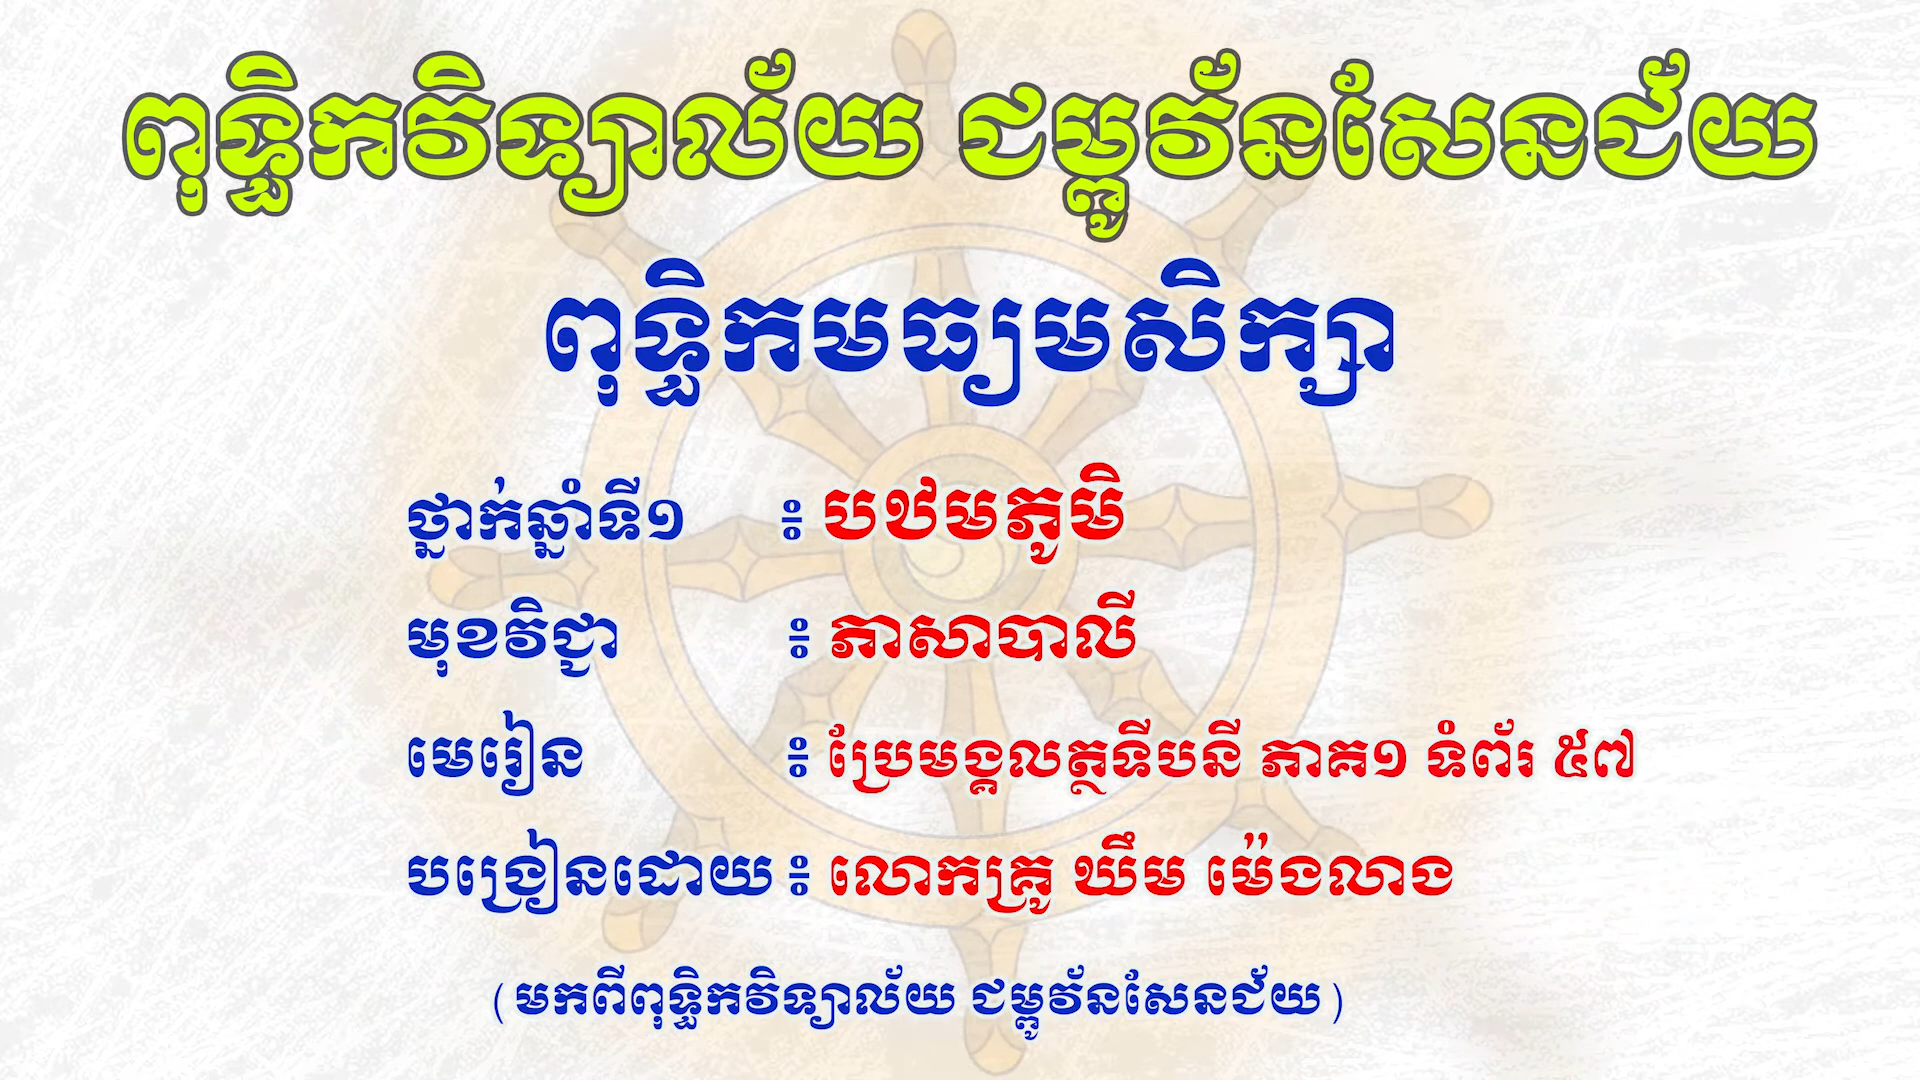 ពុទ្ធិកវិទ្យាល័យ ជម្ពូវ័នសែនជ័យ
ពុទ្ធិកមធ្យមសិក្សា
ថ្នាក់ឆ្នាំទី១ ៖ បឋមភូមិ
មុខវិជ្ជា ៖ ភាសាបាលី
មេរៀន ៖ ប្រែមង្គលត្ថទីបនី ភាគ១ ទំព័រ ៥៧
បង្រៀនដោយ ៖ លោកគ្រូ ឃឹម ម៉េងលាង
(មកពីពុទ្ធិកវិទ្យាល័យ ជម្ពូវ័នសែនជ័យ)